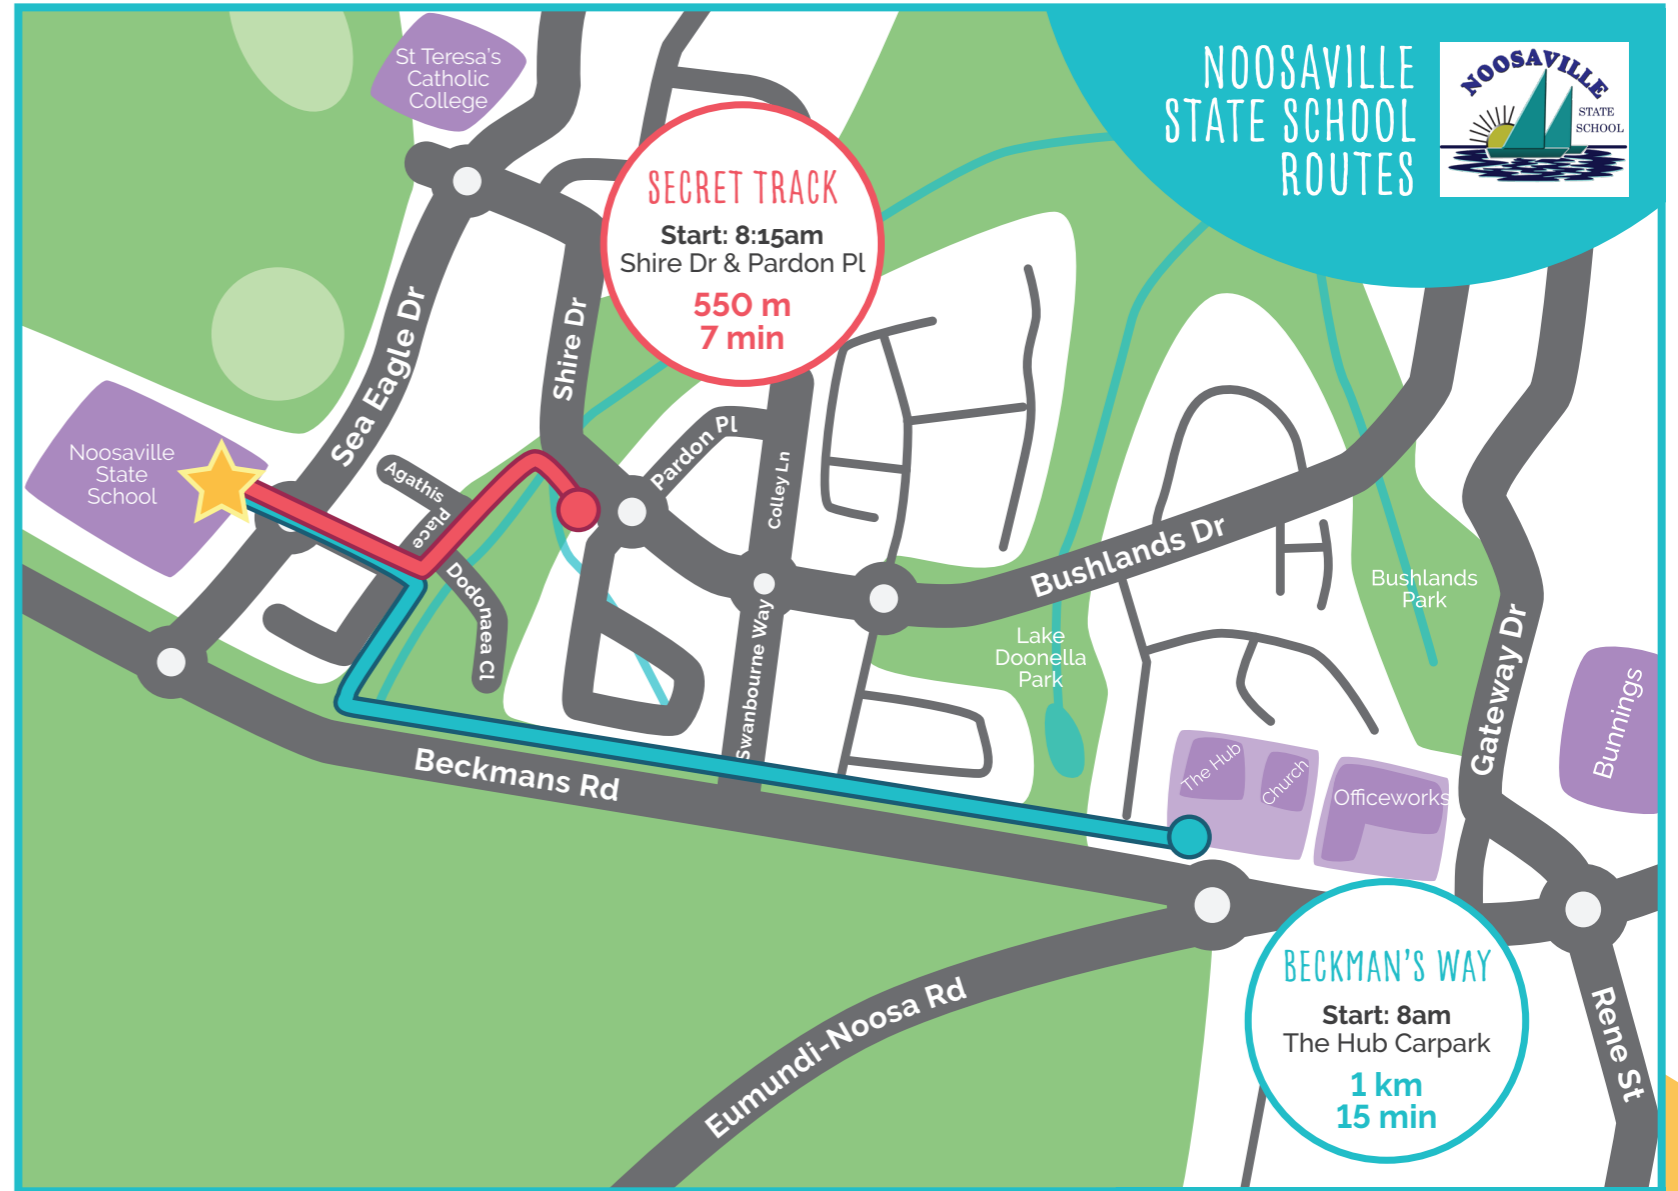 NOOSAVILLE
STATE SCHOOL
ROUTES
NOOSAVILLE
STATE
SCHOOL
St Teresa's
Catholic
College
SECRET TRACK
Start: 8:15am
Shire Dr & Pardon Pl
550 m
7 min
Sea Eagle Dr
Shire Dr
Noosaville
State
School
Agathis
Place
Dodonaea Cl
Pardon Pl
Colley Ln
Swanbourne Way
Bushlands Dr
Bushlands
Park
Lake
Doonella
Park
Gateway Dr
Bunnings
The Hub
Church
Officeworks
Beckmans Rd
Eumundi-Noosa Rd
BECKMAN'S WAY
Start: 8am
The Hub Carpark
1 km
15 min
Rene St